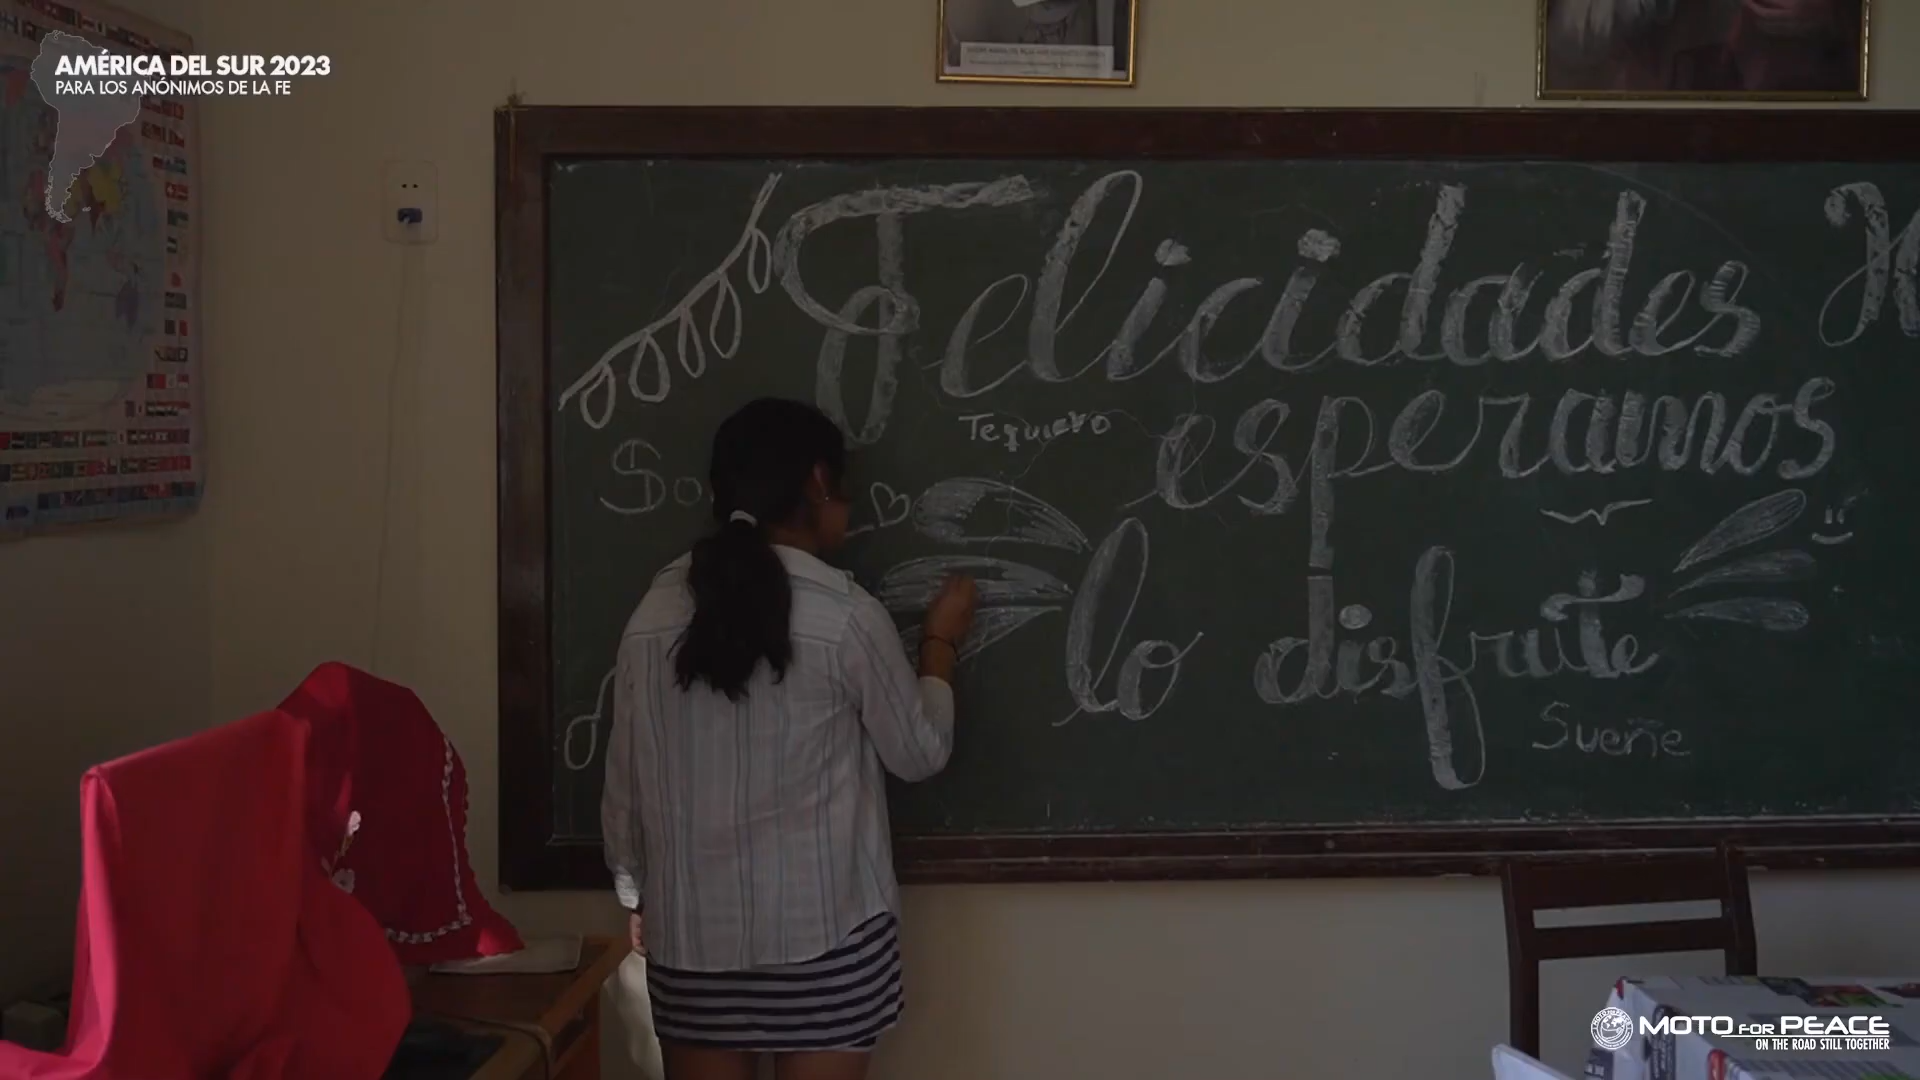 AMÉRICA DEL SUR 2023
PARA LOS ANÓNIMOS DE LA FE
Felicidades
Te quiero
esperamos
So
lo disfrute
Sueñe
MOTO FOR PEACE
ON THE ROAD STILL TOGETHER